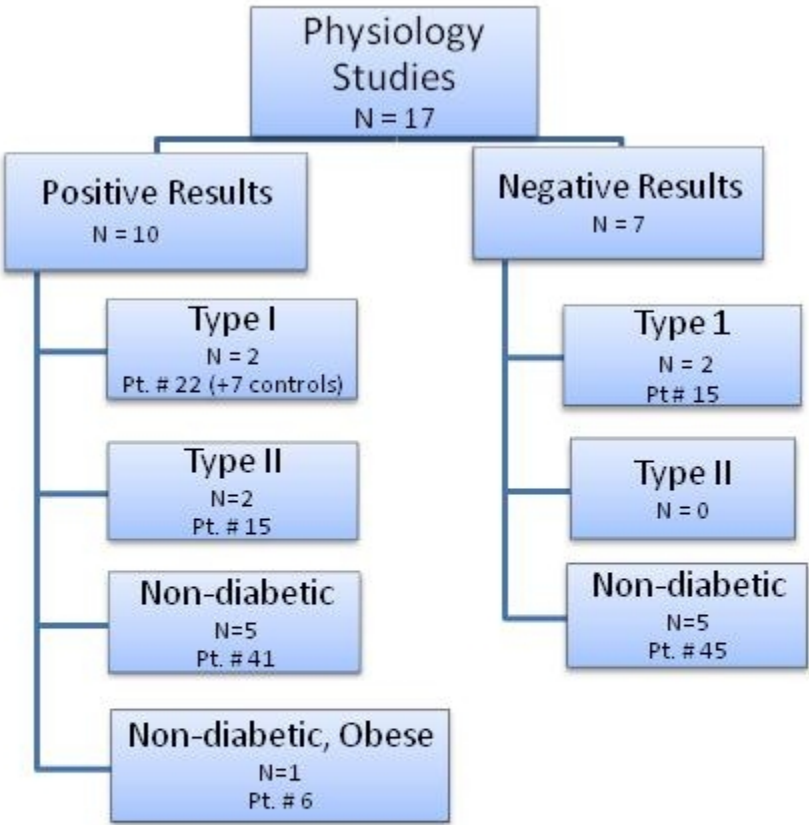 Physiology
Studies
N = 17
Positive Results
N = 10
Type I
N = 2
Pt. # 22 (+7 controls)
Type II
N=2
Pt. # 15
Non-diabetic
N=5
Pt. # 41
Non-diabetic, Obese
N=1
Pt. # 6
Negative Results
N = 7
Type 1
N = 2
Pt# 15
Type II
N = 0
Non-diabetic
N=5
Pt. # 45